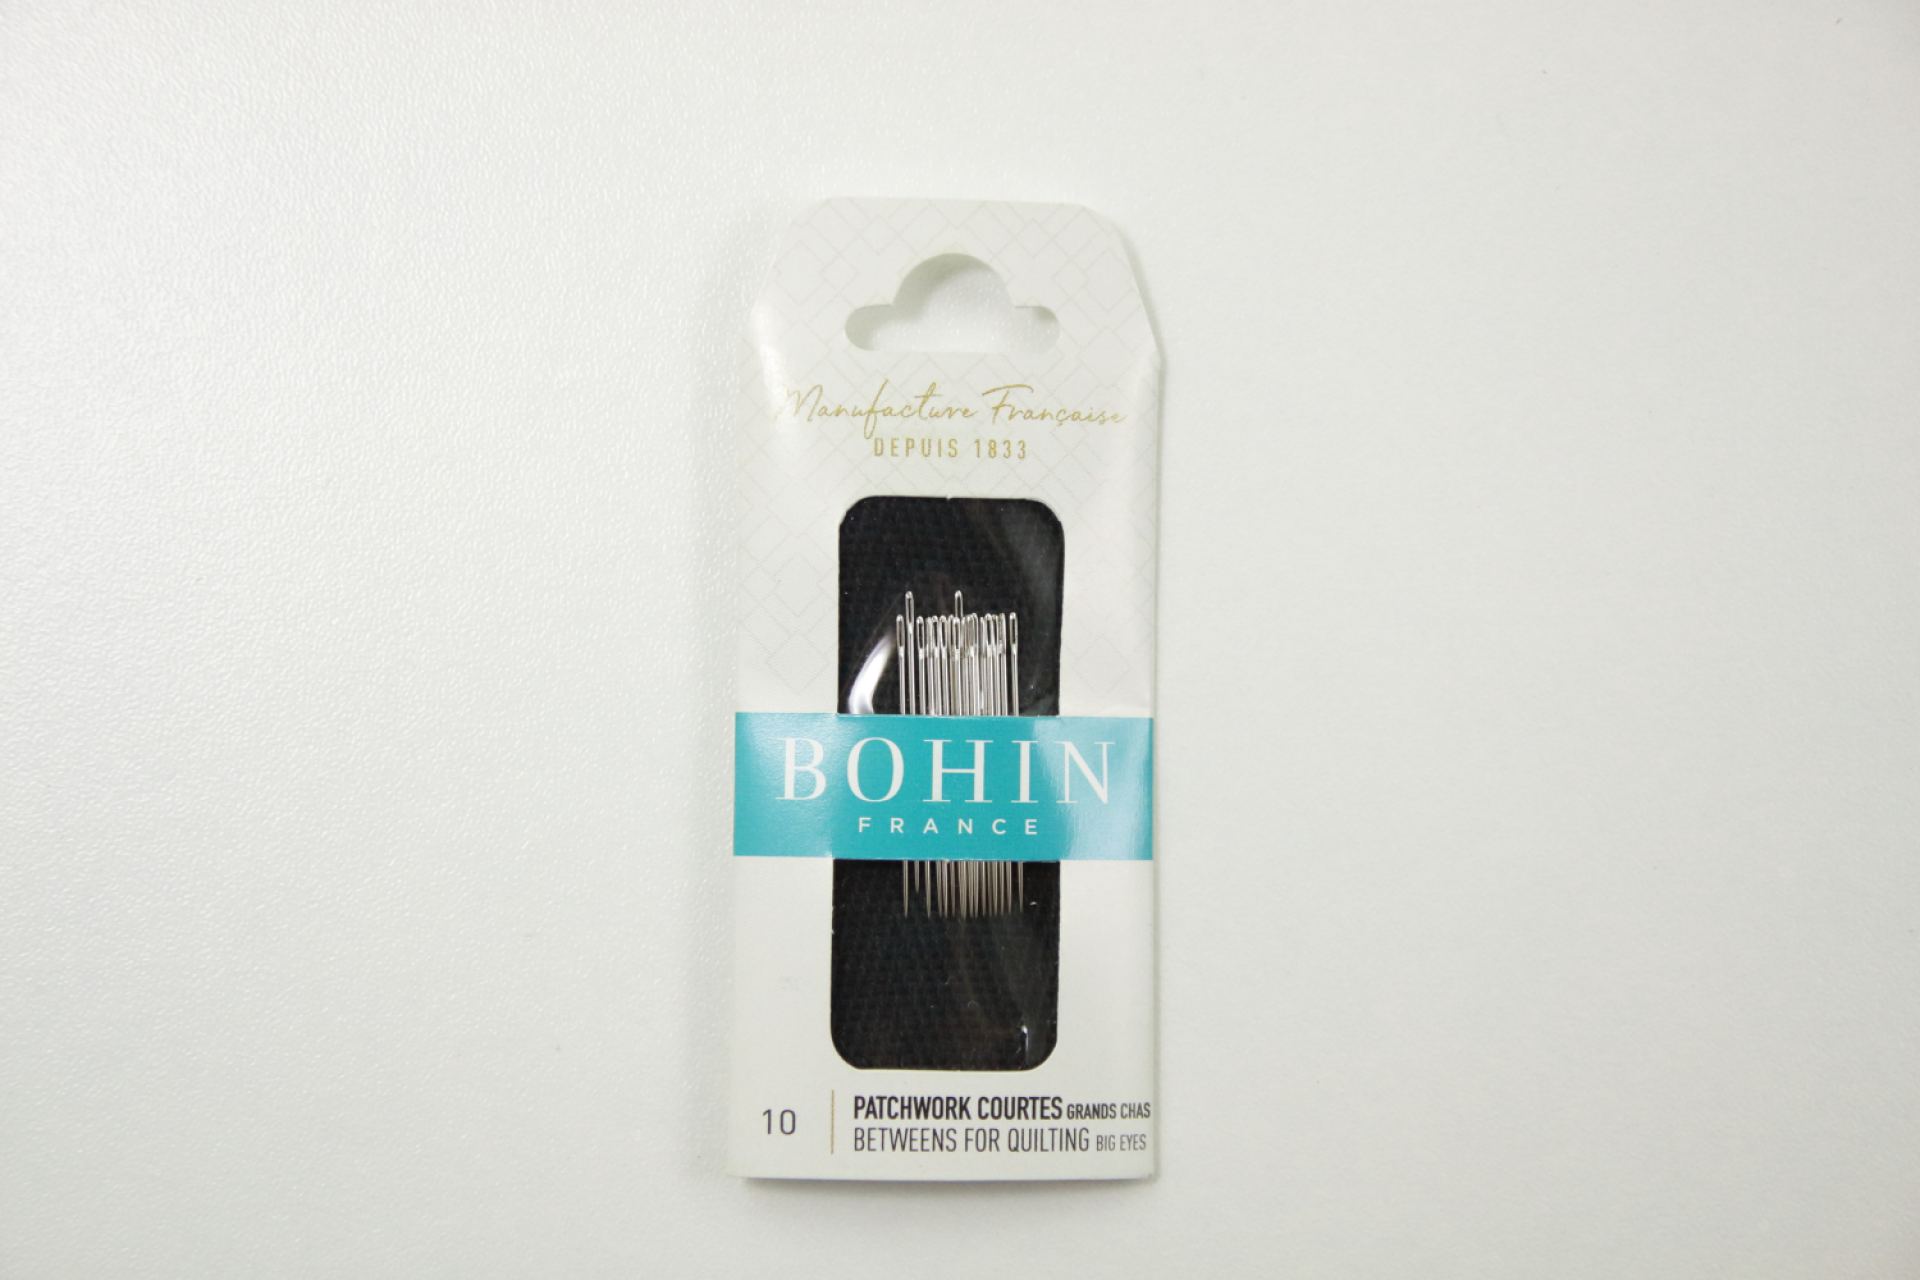 Manufacture Française
DEPUIS 1833
BOHIN
FRANCE
10
PATCHWORK COURTES GRANDS CHAS
BETWEENS FOR QUILTING BIG EYES